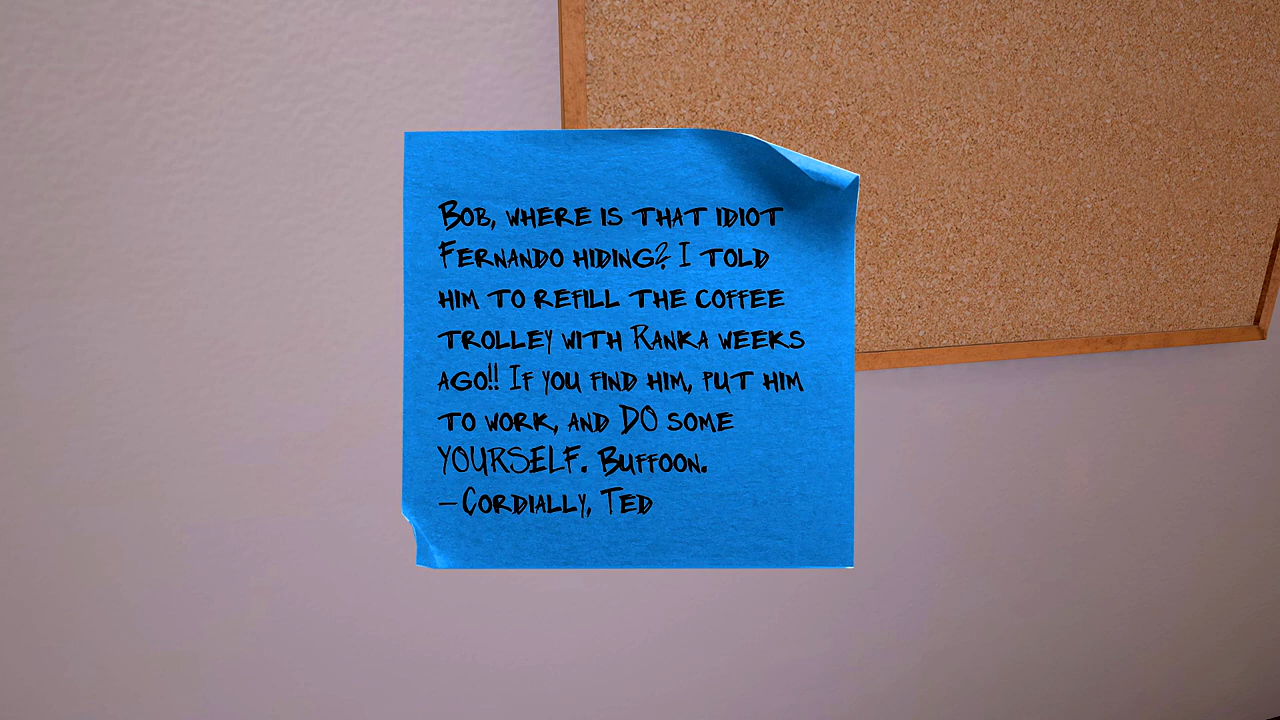 Bob, where is that idiot
Fernando hiding? I told
him to refill the coffee
trolley with Ranka weeks
ago!! If you find him, put him
to work, and DO some
YOURSELF. Buffoon.
—Cordially, Ted